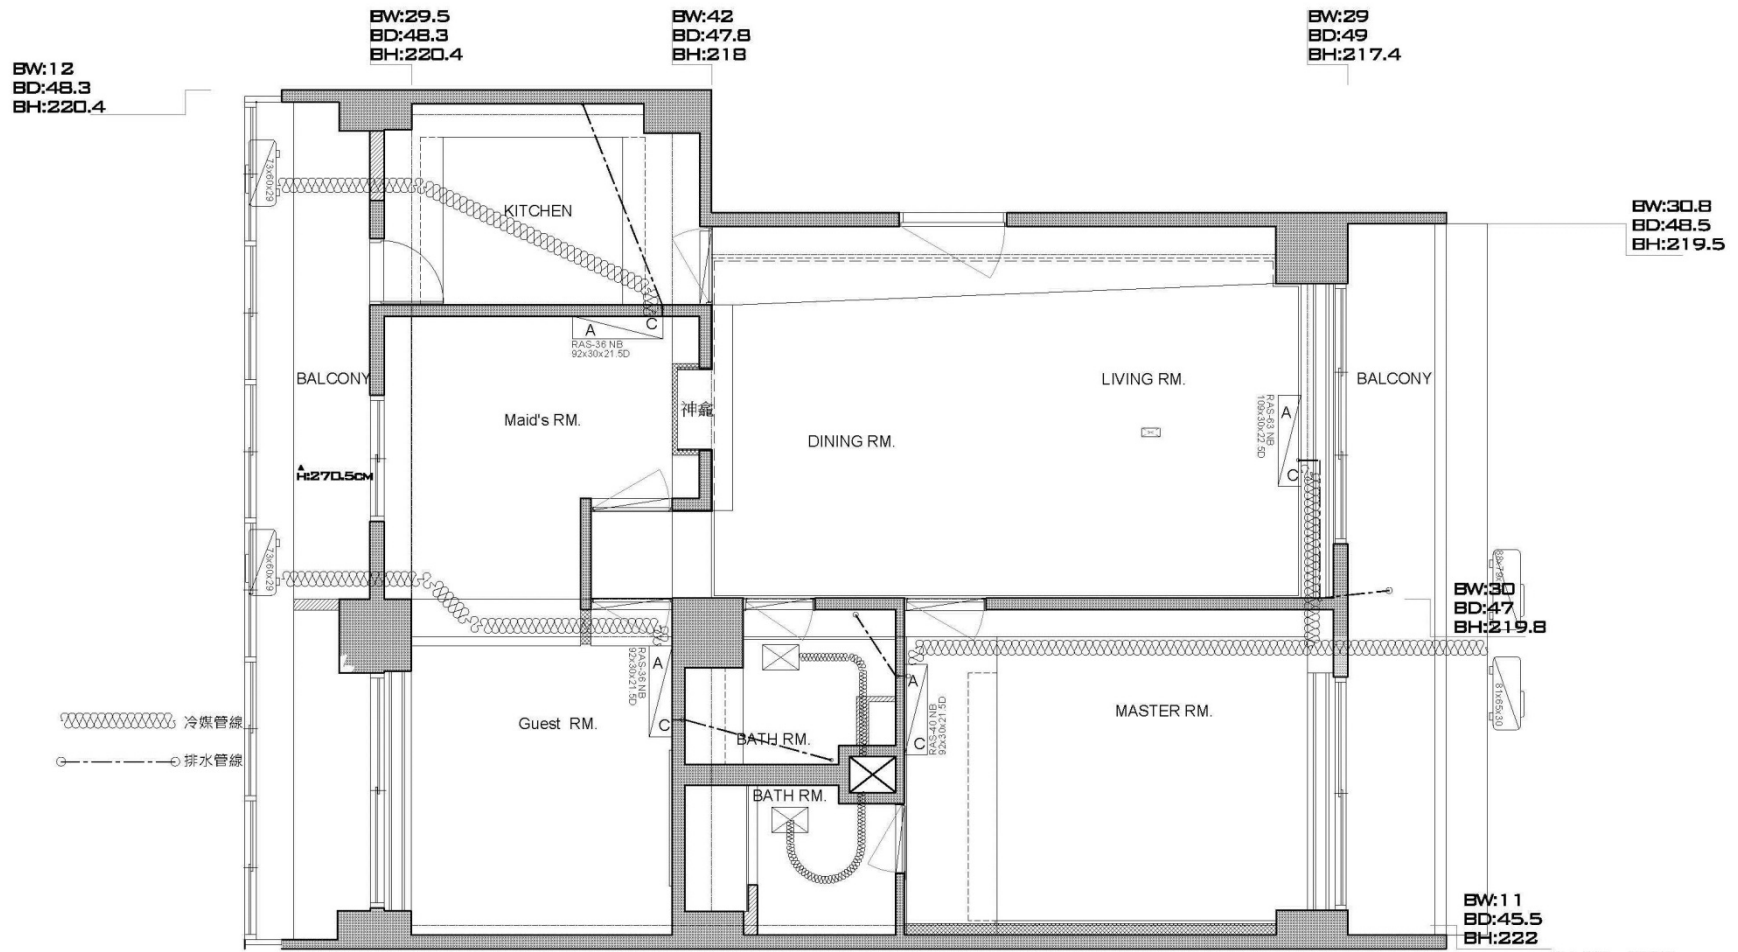 BW:29.5
BD:48.3
BH:220.4
BW:42
BD:47.8
BH:218
BW:29
BD:49
BH:217.4
BW:12
BD:48.3
BH:220.4
73x60x29
KITCHEN
BW:30.8
BD:48.5
BH:219.5
A
C
RAS-36 NB
92x30x21.5D
BALCONY
Maid's RM.
神龕
DINING RM.
LIVING RM.
RAS-63 NB
109x30x22.5D
A
C
BALCONY
H:270.5CM
73x60x29
BW:30
BD:47
BH:219.8
A
C
RAS-36 NB
92x30x21.5D
Guest RM.
BATH RM.
A
C
RAS-40 NB
92x30x21.5D
MASTER RM.
81x65x30
冷媒管線
排水管線
BATH RM.
BW:11
BD:45.5
BH:222